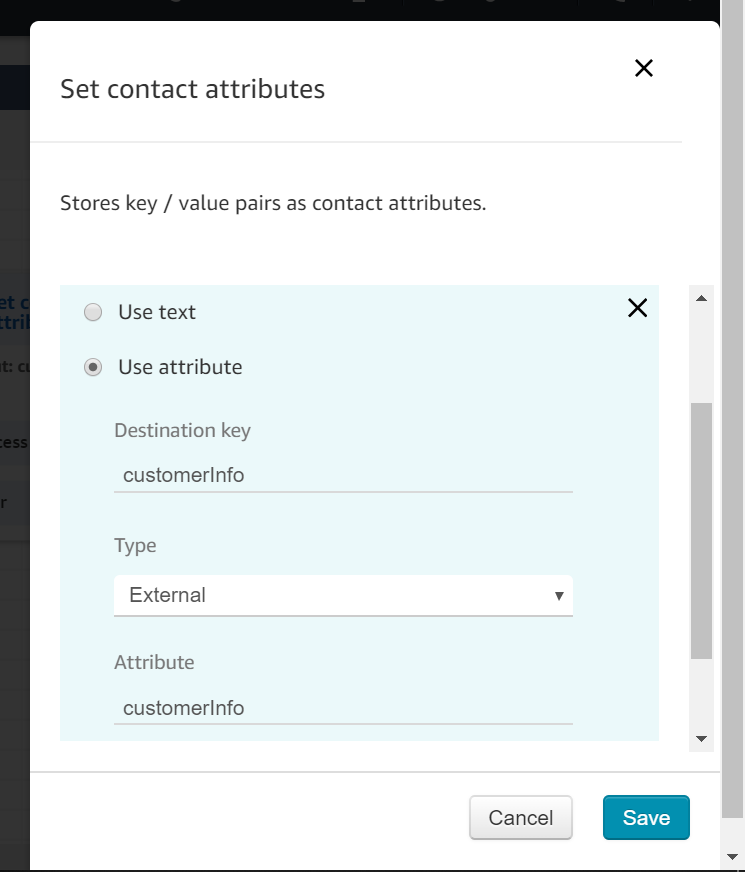 Set contact attributes
Stores key / value pairs as contact attributes.
Use text
Use attribute
Destination key
customerInfo
Type
External
Attribute
customerInfo
Cancel
Save